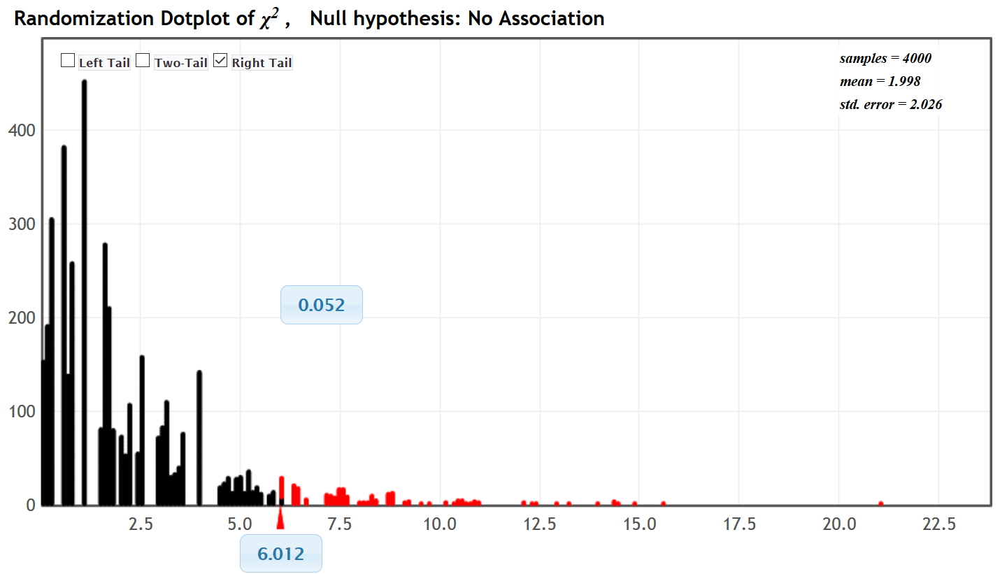 Randomization Dotplot of χ² ,   Null hypothesis: No Association
Left Tail Two-Tail Right Tail
samples = 4000
mean = 1.998
std. error = 2.026
400
300
200
100
0
0.052
2.5 5.0 7.5 10.0 12.5 15.0 17.5 20.0 22.5
6.012